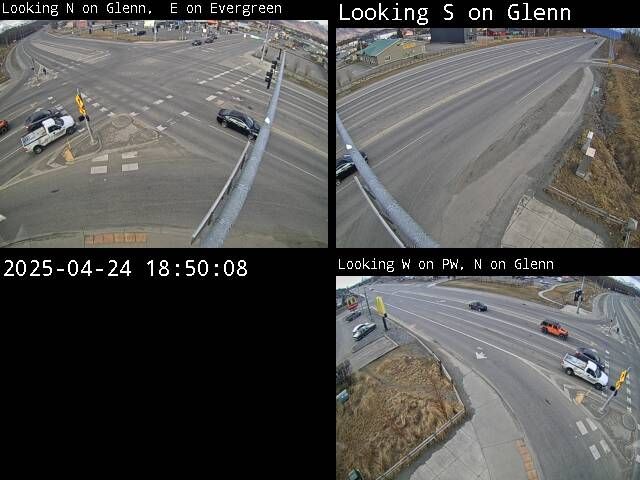 Looking N on Glenn,  E on Evergreen
Looking S on Glenn
2025-04-24 18:50:08
Looking W on PW, N on Glenn